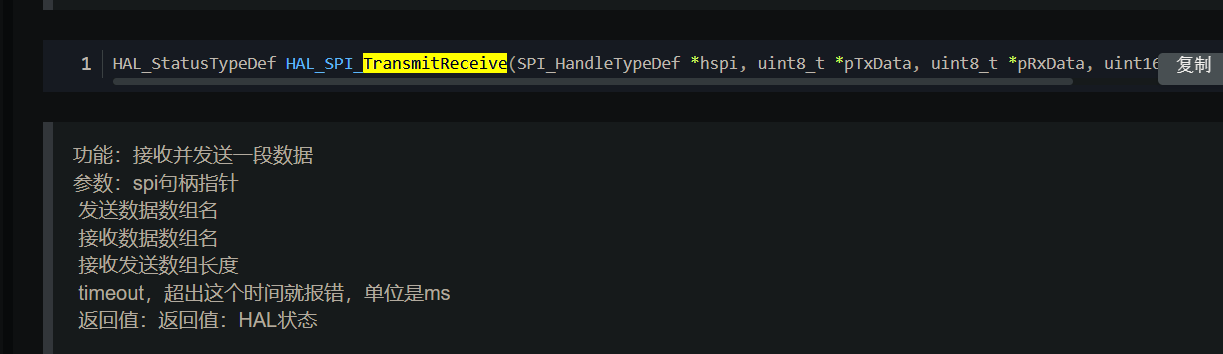 1 HAL_StatusTypeDef HAL_SPI_TransmitReceive(SPI_HandleTypeDef *hspi, uint8_t *pTxData, uint8_t *pRxData, uint16
复制
功能：接收并发送一段数据
参数：spi句柄指针
发送数据数组名
接收数据数组名
接收发送数组长度
timeout，超出这个时间就报错，单位是ms
返回值：返回值：HAL状态